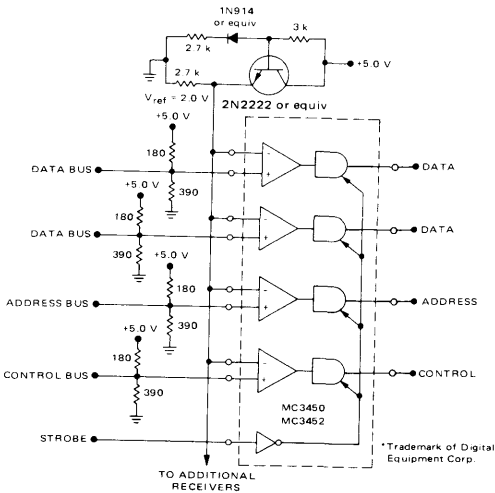 1N914
or equiv
3 k
2.7 k
+5.0 V
2.7 k
Vref = 2.0 V
2N2222 or equiv
+5.0 V
180
DATA BUS
DATA
+5.0 V
390
180
DATA BUS
DATA
390
+5.0 V
180
ADDRESS BUS
ADDRESS
+5.0 V
390
180
CONTROL BUS
CONTROL
390
MC3450
MC3452
STROBE
*Trademark of Digital
Equipment Corp.
TO ADDITIONAL
RECEIVERS